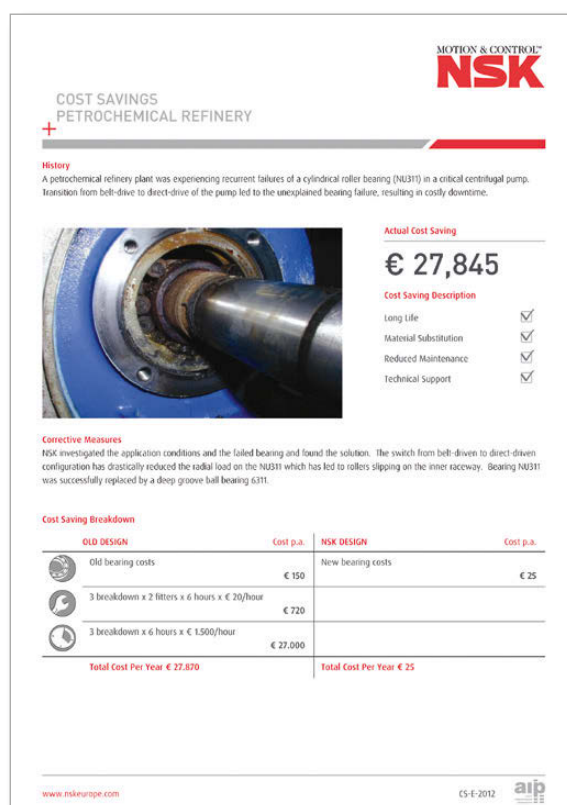 MOTION & CONTROL™
NSK
COST SAVINGS
PETROCHEMICAL REFINERY
History
A petrochemical refinery plant was experiencing recurrent failures of a cylindrical roller bearing (NU311) in a critical centrifugal pump.
Transition from belt-drive to direct-drive of the pump led to the unexplained bearing failure, resulting in costly downtime.
Actual Cost Saving
€ 27,845
Cost Saving Description
Long Life
Material Substitution
Reduced Maintenance
Technical Support
Corrective Measures
NSK investigated the application conditions and the failed bearing and found the solution. The switch from belt-driven to direct-driven
configuration has drastically reduced the radial load on the NU311 which has led to rollers slipping on the inner raceway. Bearing NU311
was successfully replaced by a deep groove ball bearing 6311.
Cost Saving Breakdown
OLD DESIGN Cost p.a. NSK DESIGN Cost p.a.
Old bearing costs New bearing costs
€ 150 € 25
3 breakdown x 2 fitters x 6 hours x € 20/hour
€ 720
3 breakdown x 6 hours x € 1.500/hour
€ 27.000
Total Cost Per Year € 27.870 Total Cost Per Year € 25
www.nskeurope.com CS-E-2012 aip